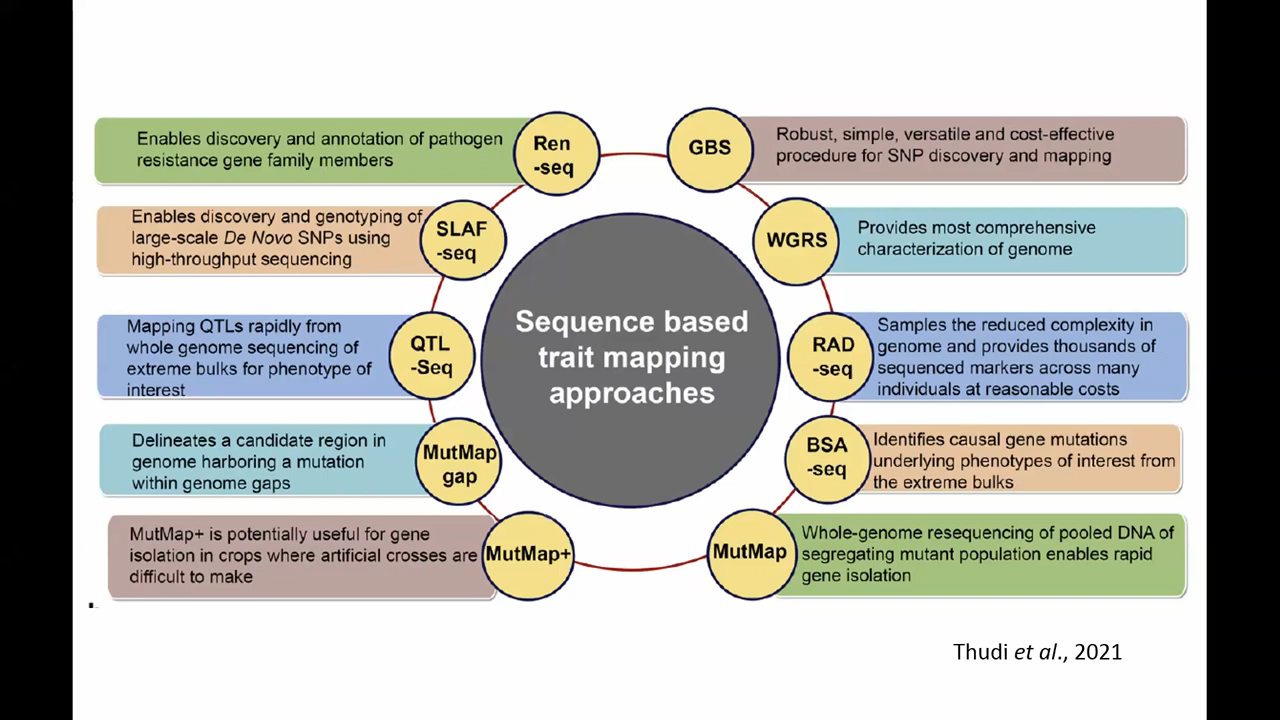 Enables discovery and annotation of pathogen
resistance gene family members
Ren
-seq
GBS
Robust, simple, versatile and cost-effective
procedure for SNP discovery and mapping
Enables discovery and genotyping of
large-scale De Novo SNPs using
high-throughput sequencing
SLAF
-seq
WGRS
Provides most comprehensive
characterization of genome
Mapping QTLs rapidly from
whole genome sequencing of
extreme bulks for phenotype of
interest
QTL
-Seq
Sequence based
trait mapping
approaches
RAD
-seq
Samples the reduced complexity in
genome and provides thousands of
sequenced markers across many
individuals at reasonable costs
Delineates a candidate region in
genome harboring a mutation
within genome gaps
MutMap
gap
BSA
-seq
Identifies causal gene mutations
underlying phenotypes of interest from
the extreme bulks
MutMap+ is potentially useful for gene
isolation in crops where artificial crosses are
difficult to make
MutMap+
MutMap
Whole-genome resequencing of pooled DNA of
segregating mutant population enables rapid
gene isolation
Thudi et al., 2021